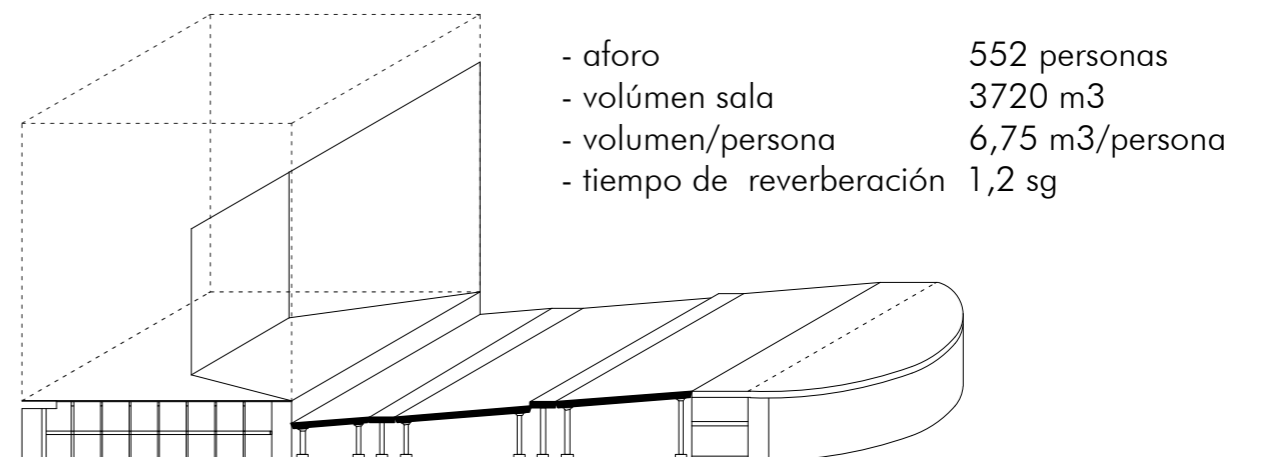 - aforo 552 personas
- volúmen sala 3720 m3
- volumen/persona 6,75 m3/persona
- tiempo de reverberación 1,2 sg